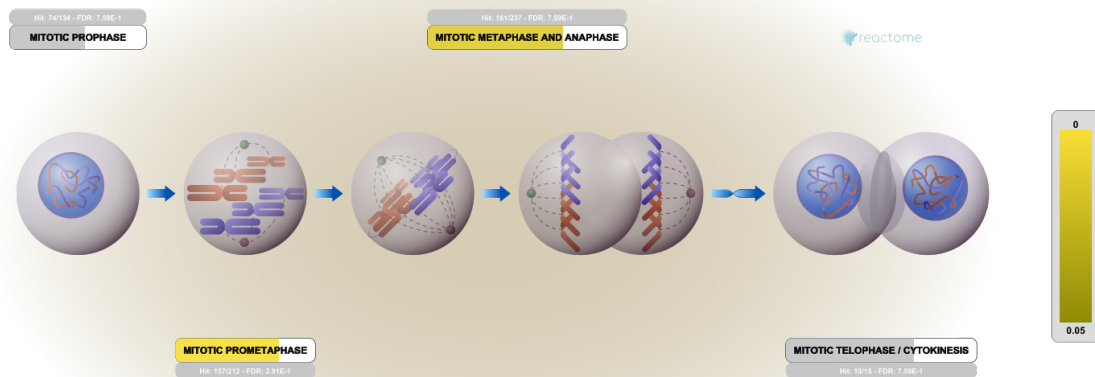 Hit: 74/134 - FDR: 7.59E-1
MITOTIC PROPHASE
Hit: 161/237 - FDR: 7.59E-1
MITOTIC METAPHASE AND ANAPHASE
reactome
0
0.05
MITOTIC PROMETAPHASE
Hit: 157/212 - FDR: 2.91E-1
MITOTIC TELOPHASE / CYTOKINESIS
Hit: 10/15 - FDR: 7.59E-1